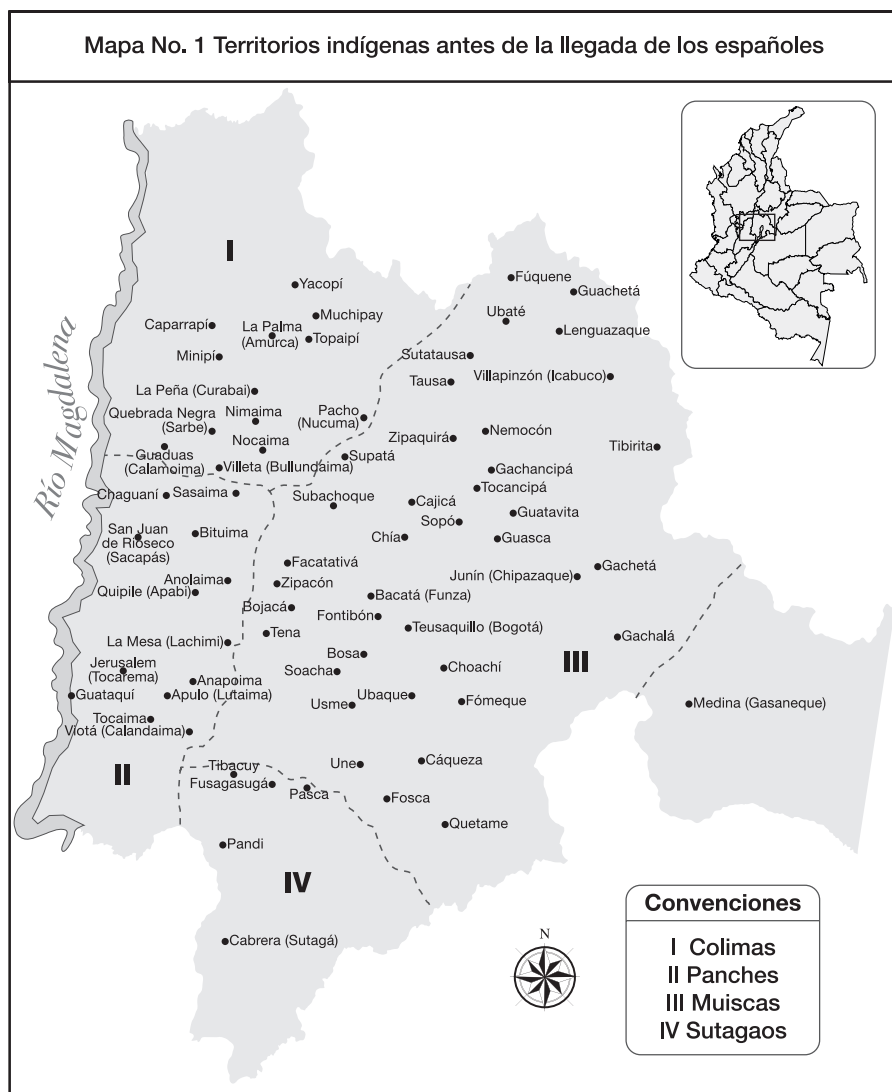 Mapa No. 1 Territorios indígenas antes de la llegada de los españoles
Río Magdalena
I
Yacopí
Muchipay
Caparrapí
La Palma
(Amurca)
Topaipí
Minipí
La Peña (Curabai)
Quebrada Negra
(Sarbe)
Nimaima
Pacho
(Nucuma)
Nocaima
Guaduas
(Calamoima)
Villeta (Bullundaima)
Supatá
Fúquene
Guachetá
Ubaté
Lenguazaque
Sutatausa
Tausa
Villapinzón (Icabuco)
Zipaquirá
Nemocón
Tibirita
Gachancipá
Tocancipá
Chaguaní
Sasaima
Subachoque
Cajicá
Guatavita
Sopó
San Juan
de Rioseco
(Sacapás)
Bituima
Chía
Guasca
Facatativá
Gachetá
Anolaima
Zipacón
Junín (Chipazaque)
Quipile (Apabi)
Bacatá (Funza)
Bojacá
Fontibón
Tena
Teusaquillo (Bogotá)
La Mesa (Lachimi)
Gachalá
Bosa
III
Jerusalem
(Tocarema)
Soacha
Choachí
Anapoima
Guataquí
Apulo (Lutaima)
Ubaque
Usme
Fómeque
Medina (Gasaneque)
Tocaima
Viotá (Calandaima)
II
Tibacuy
Une
Cáqueza
Fusagasugá
Pasca
Fosca
Quetame
Pandi
IV
Cabrera (Sutagá)
N
Convenciones
I Colimas
II Panches
III Muiscas
IV Sutagaos